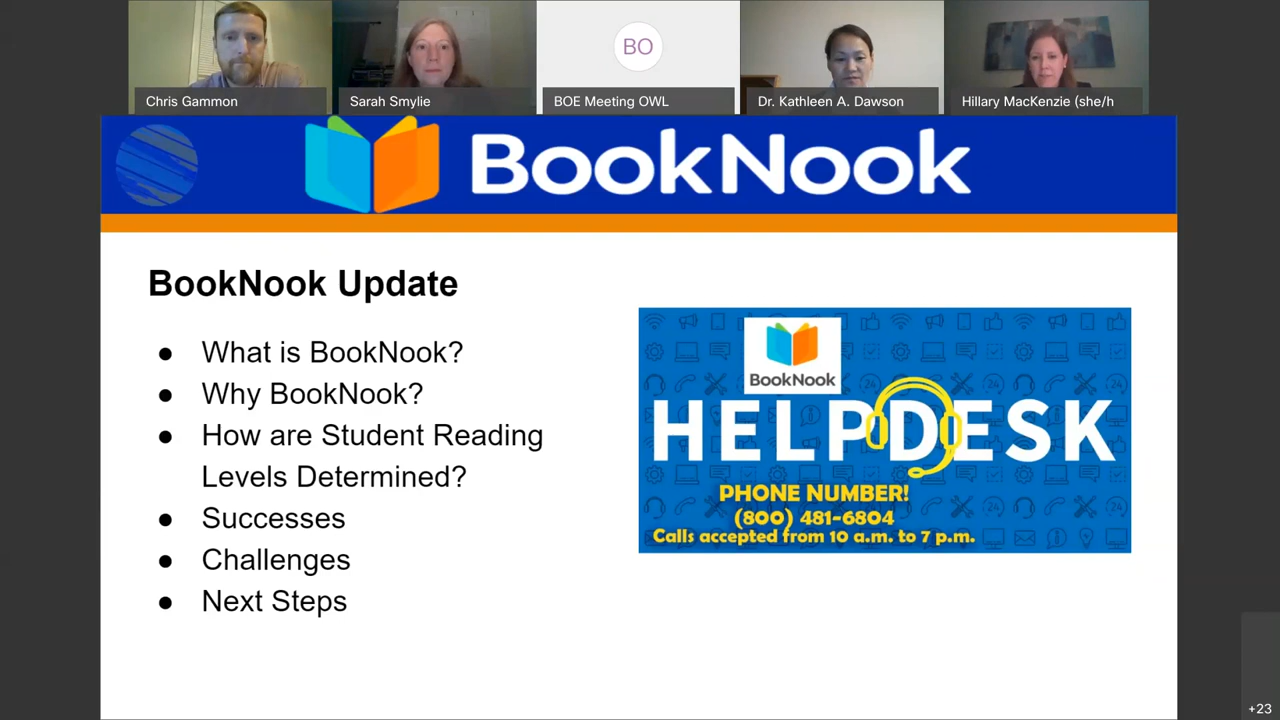 BO
Chris Gammon
Sarah Smylie
BOE Meeting OWL
Dr. Kathleen A. Dawson
Hillary MacKenzie (she/h
BookNook
BookNook Update
● What is BookNook?
● Why BookNook?
● How are Student Reading
Levels Determined?
● Successes
● Challenges
● Next Steps
BookNook
HELPDESK
PHONE NUMBER!
(800) 481-6804
Calls accepted from 10 a.m. to 7 p.m.
+23